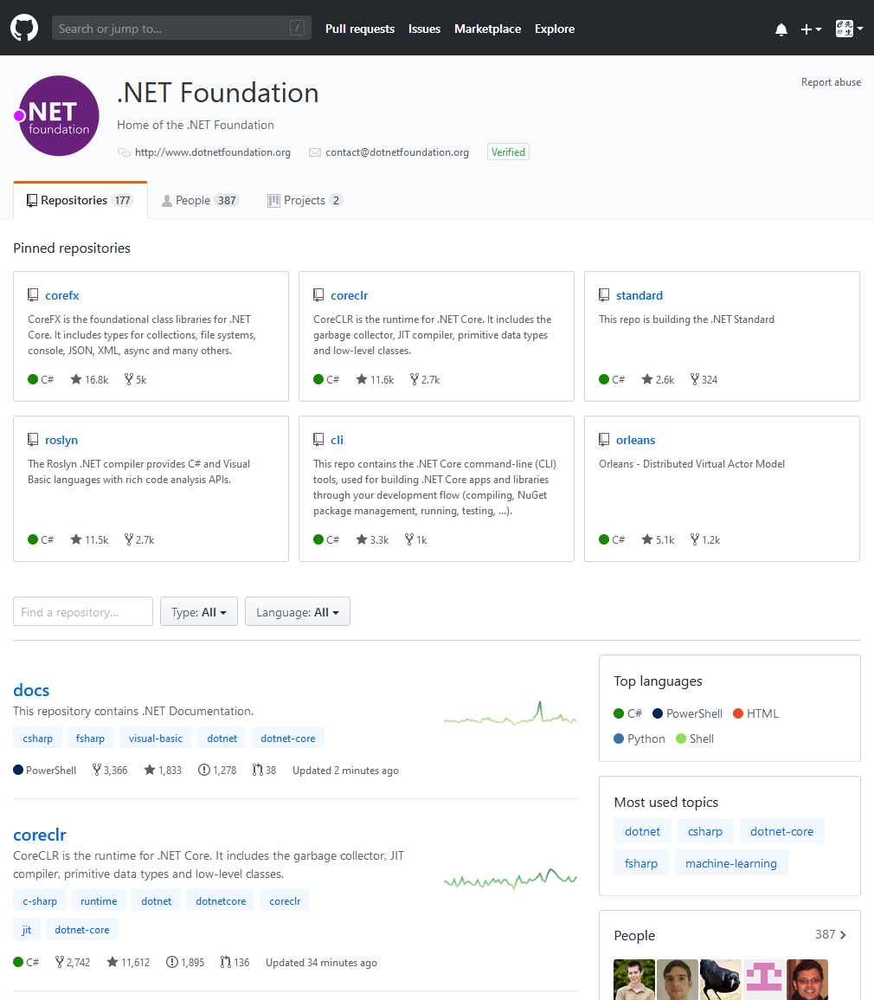 Search or jump to... /
Pull requests Issues Marketplace Explore
.NET
foundation
.NET Foundation
Report abuse
Home of the .NET Foundation
http://www.dotnetfoundation.org contact@dotnetfoundation.org Verified
Repositories 177 People 387 Projects 2
Pinned repositories
corefx
CoreFX is the foundational class libraries for .NET
Core. It includes types for collections, file systems,
console, JSON, XML, async and many others.
C# 16.8k 5k
coreclr
CoreCLR is the runtime for .NET Core. It includes the
garbage collector, JIT compiler, primitive data types
and low-level classes.
C# 11.6k 2.7k
standard
This repo is building the .NET Standard
C# 2.6k 324
roslyn
The Roslyn .NET compiler provides C# and Visual
Basic languages with rich code analysis APIs.
C# 11.5k 2.7k
cli
This repo contains the .NET Core command-line (CLI)
tools, used for building .NET Core apps and libraries
through your development flow (compiling, NuGet
package management, running, testing, ...).
C# 3.3k 1k
orleans
Orleans - Distributed Virtual Actor Model
C# 5.1k 1.2k
Find a repository... Type: All Language: All
docs
This repository contains .NET Documentation.
csharp fsharp visual-basic dotnet dotnet-core
PowerShell 3,366 1,833 1,278 38 Updated 2 minutes ago
coreclr
CoreCLR is the runtime for .NET Core. It includes the garbage collector, JIT
compiler, primitive data types and low-level classes.
c-sharp runtime dotnet dotnetcore coreclr
jit dotnet-core
C# 2,742 11,612 1,895 136 Updated 34 minutes ago
Top languages
C# PowerShell HTML
Python Shell
Most used topics
dotnet csharp dotnet-core
fsharp machine-learning
People 387